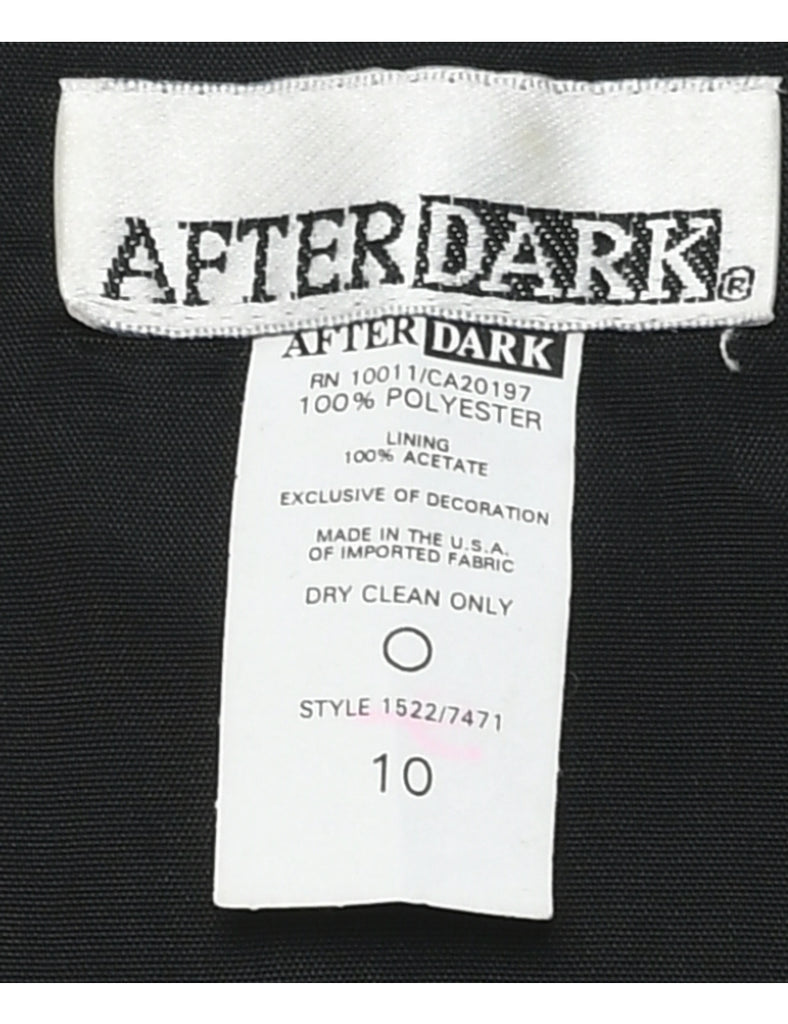 AFTER DARK®
AFTER DARK
RN 10011/CA20197
100% POLYESTER
LINING
100% ACETATE
EXCLUSIVE OF DECORATION
MADE IN THE U.S.A.
OF IMPORTED FABRIC
DRY CLEAN ONLY
STYLE 1522/7471
10